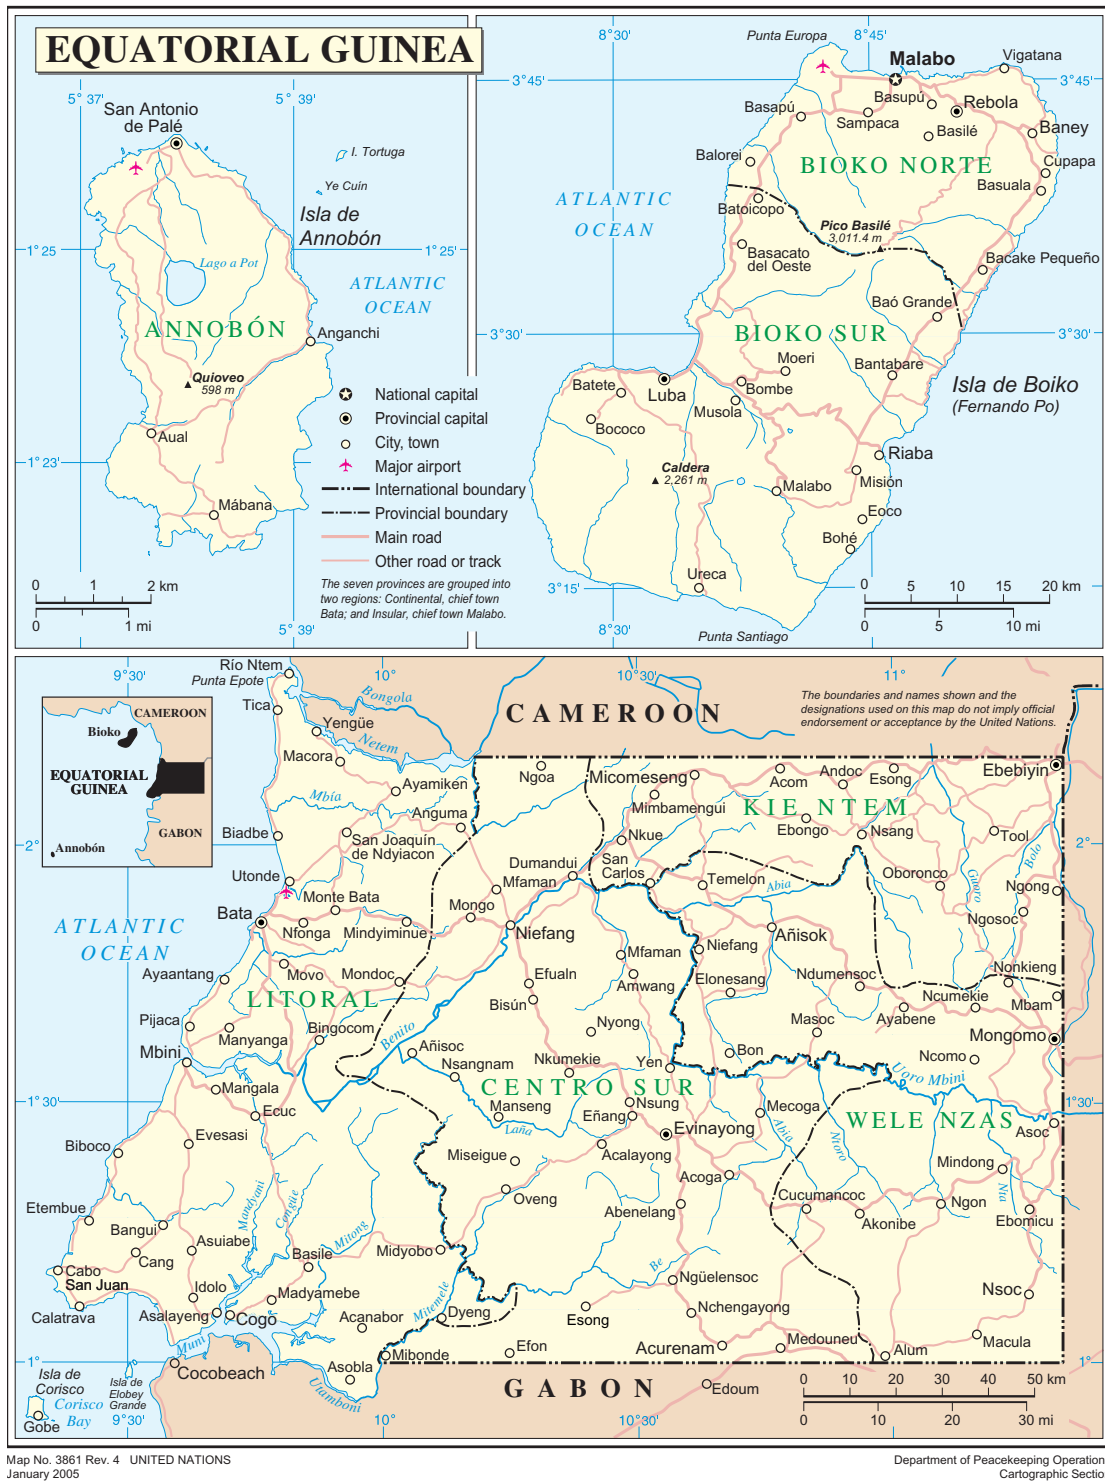 EQUATORIAL GUINEA
5°37'
5°39'
San Antonio
de Palé
I. Tortuga
Ye Cuín
Isla de
Annobón
1°25'
1°25'
Lago a Pot
ATLANTIC
OCEAN
ANNOBÓN
Anganchi
Quioveo
598 m
Aual
1°23'
Mábana
0 1 2 km
0 1 mi
5°39'
National capital
Provincial capital
City, town
Major airport
International boundary
Provincial boundary
Main road
Other road or track
The seven provinces are grouped into
two regions: Continental, chief town
Bata; and Insular, chief town Malabo.
8°30'
8°45'
Punta Europa
Malabo
Vigatana
3°45'
3°45'
Basapú
Basupú
Rebola
Sampaca
Basilé
Baney
Balorei
BIOKO NORTE
Cupapa
Basuala
ATLANTIC
OCEAN
Batoicopo
Pico Basilé
3,011.4 m
Basacato
del Oeste
Bacake Pequeño
Baó Grande
3°30'
3°30'
BIOKO SUR
Moeri
Bantabare
Batete
Luba
Bombe
Musola
Isla de Boiko
(Fernando Po)
Bococo
Riaba
Caldera
2,261 m
Misión
Malabo
Eoco
Bohé
Ureca
3°15'
0 5 10 15 20 km
0 5 10 mi
8°30'
8°45'
Punta Santiago
9°30'
Río Ntem
Punta Epote
10°
10°30'
11°
Bongola
Tica
CAMEROON
The boundaries and names shown and the
designations used on this map do not imply official
endorsement or acceptance by the United Nations.
CAMEROON
Bioko
EQUATORIAL
GUINEA
GABON
Annobón
Yengüe
Netem
Macora
Ngoa
Micomeseng
Acom
Andoc
Esong
Ebebiyin
Ayamiken
Mbía
Mimbamengui
KIE NTEM
Anguma
Biadbe
San Joaquín
de Ndyiacon
Nkue
Ebongo
Nsang
Tool
2°
2°
Dumandui
San
Carlos
Bolo
Utonde
Mfaman
Temelon
Abia
Oboronco
Guoro
Ngong
Monte Bata
Bata
Nfonga
Mindyiminue
Mongo
Niefang
Ngosoc
Añisok
ATLANTIC
OCEAN
Mfaman
Niefang
Ayaantang
Movo
Mondoc
Efualn
Amwang
Elonesang
Ndumensoc
Nonkieng
LITORAL
Bisún
Ncumekie
Mbam
Pijaca
Manyanga
Bingocom
Benito
Nyong
Masoc
Ayabene
Mongomo
Mbini
Añisoc
Nsangnam
Nkumekie
Yen
Bon
Ncomo
Uoro Mbini
Mangala
CENTRO SUR
1°30'
1°30'
Ecuc
Manseng
Nsung
Eñang
Mecoga
WELE NZAS
Laña
Evinayong
Abia
Ntoro
Asoc
Evesasi
Biboco
Miseigue
Acalayong
Mindong
Acoga
Nta
Mandyani
Congüe
Oveng
Cucumancoc
Ngon
Etembue
Abenelang
Akonibe
Ebomicu
Bangui
Mitong
Asuiabe
Midyobo
Cang
Basile
Be
Cabo
San Juan
Ngüelensoc
Idolo
Madyamebe
Mitemele
Nsoc
Calatrava
Asalayeng
Cogo
Acanabor
Dyeng
Esong
Nchengayong
Muni
Medouneu
Macula
Mibonde
Efon
Acurenam
Alum
1°
1°
Isla de
Corisco
Cocobeach
Asobla
Isla de
Elobey
Grande
Utamboni
GABON
Edoum
Corisco
Bay
Gobe
9°30'
10°
10°30'
0 10 20 30 40 50 km
0 10 20 30 mi
Map No. 3861 Rev. 4 UNITED NATIONS
January 2005
Department of Peacekeeping Operation
Cartographic Sectio